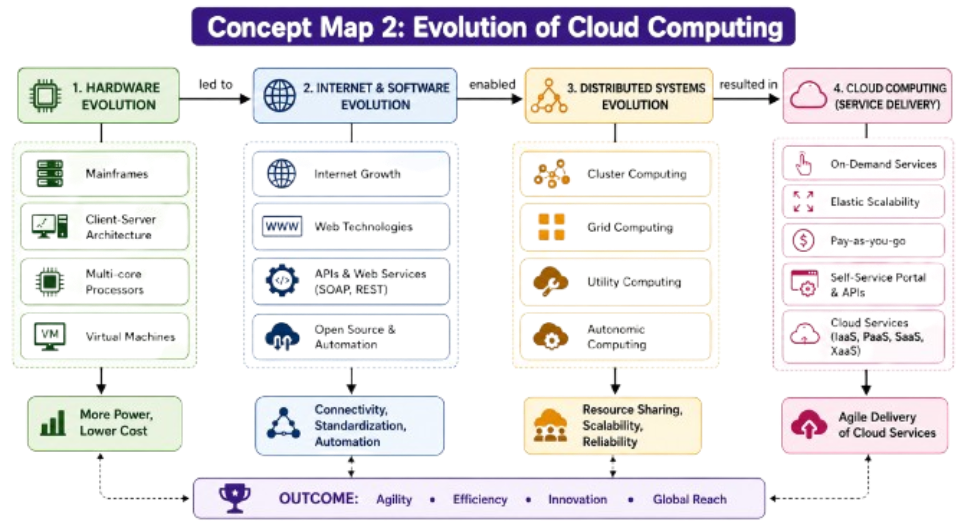 Concept Map 2: Evolution of Cloud Computing
1. HARDWARE
EVOLUTION
led to
2. INTERNET & SOFTWARE
EVOLUTION
enabled
3. DISTRIBUTED SYSTEMS
EVOLUTION
resulted in
4. CLOUD COMPUTING
(SERVICE DELIVERY)
Mainframes
Client-Server
Architecture
Multi-core
Processors
VM
Virtual Machines
Internet Growth
WWW
Web Technologies
</>
APIs & Web Services
(SOAP, REST)
Open Source &
Automation
Cluster Computing
Grid Computing
Utility Computing
Autonomic
Computing
On-Demand Services
Elastic Scalability
$
Pay-as-you-go
Self-Service Portal
& APIs
Cloud Services
(IaaS, PaaS, SaaS,
XaaS)
More Power,
Lower Cost
Connectivity,
Standardization,
Automation
Resource Sharing,
Scalability,
Reliability
Agile Delivery
of Cloud Services
OUTCOME: Agility • Efficiency • Innovation • Global Reach